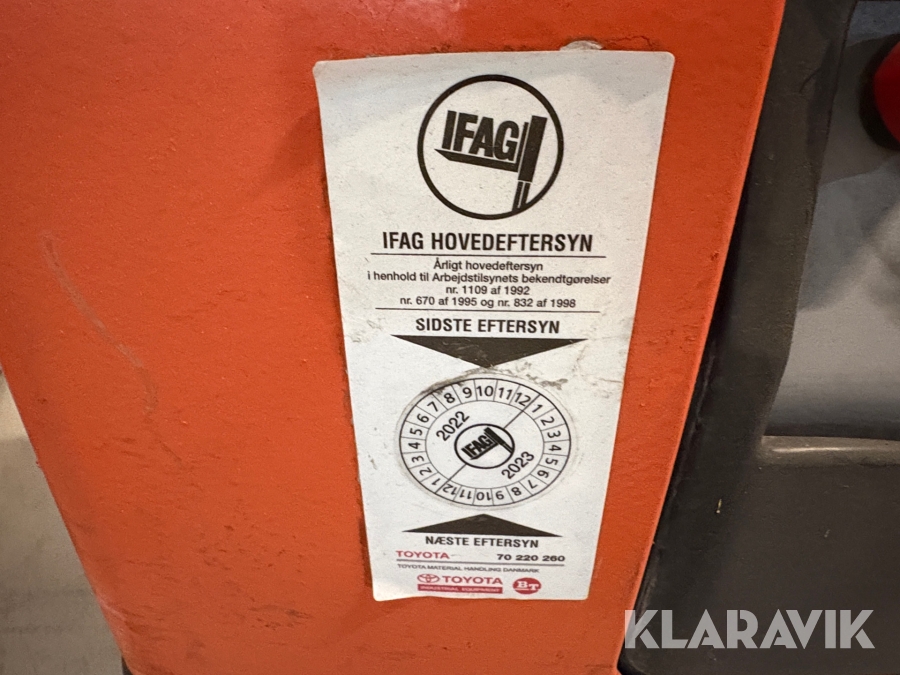 IFAG
IFAG HOVEDEFTERSYN
Årligt hovedeftersyn
i henhold til Arbejdstilsynets bekendtgørelser
nr. 1109 af 1992
nr. 670 af 1995 og nr. 832 af 1998
SIDSTE EFTERSYN
1 2 3 4 5 6 7 8 9 10 11 12
2022
IFAG
2023
1 2 3 4 5 6 7 8 9 10 11 12
NÆSTE EFTERSYN
TOYOTA 70 220 260
TOYOTA MATERIAL HANDLING DANMARK
TOYOTA BT
INDUSTRIAL EQUIPMENT
KLARAVIK